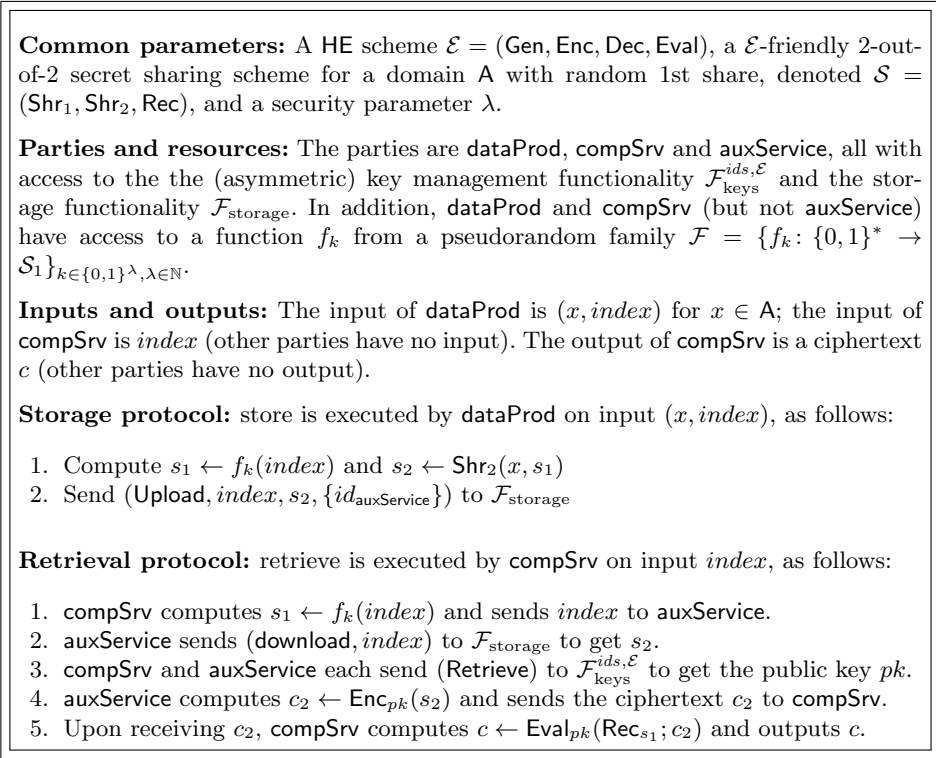 Common parameters: A HE scheme ℰ = (Gen, Enc, Dec, Eval), a ℰ-friendly 2-out-
of-2 secret sharing scheme for a domain A with random 1st share, denoted 𝒮 =
(Shr₁, Shr₂, Rec), and a security parameter λ.
Parties and resources: The parties are dataProd, compSrv and auxService, all with
access to the the (asymmetric) key management functionality ℱ_keys^{ids,ℰ} and the stor-
age functionality ℱ_storage. In addition, dataProd and compSrv (but not auxService)
have access to a function f_k from a pseudorandom family ℱ = {f_k: {0,1}* →
𝒮₁}_{k∈{0,1}^λ,λ∈ℕ}.
Inputs and outputs: The input of dataProd is (x, index) for x ∈ A; the input of
compSrv is index (other parties have no input). The output of compSrv is a ciphertext
c (other parties have no output).
Storage protocol: store is executed by dataProd on input (x, index), as follows:
1. Compute s₁ ← f_k(index) and s₂ ← Shr₂(x, s₁)
2. Send (Upload, index, s₂, {id_auxService}) to ℱ_storage
Retrieval protocol: retrieve is executed by compSrv on input index, as follows:
1. compSrv computes s₁ ← f_k(index) and sends index to auxService.
2. auxService sends (download, index) to ℱ_storage to get s₂.
3. compSrv and auxService each send (Retrieve) to ℱ_keys^{ids,ℰ} to get the public key pk.
4. auxService computes c₂ ← Enc_pk(s₂) and sends the ciphertext c₂ to compSrv.
5. Upon receiving c₂, compSrv computes c ← Eval_pk(Rec_{s₁}; c₂) and outputs c.